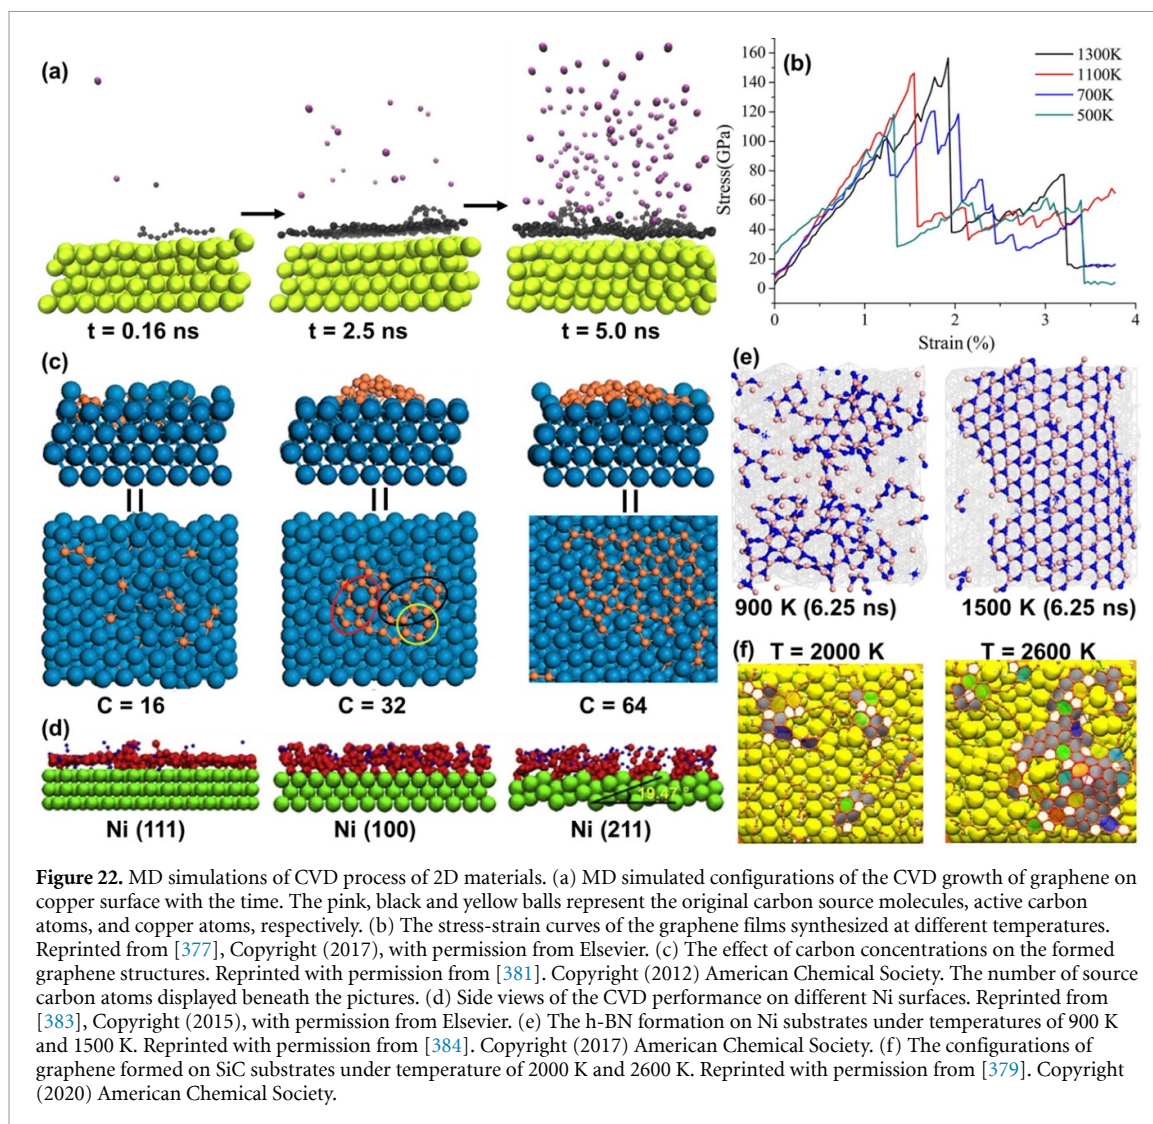 (a)
t = 0.16 ns
t = 2.5 ns
t = 5.0 ns
(b)
160
140
120
100
80
60
40
20
0
Stress(GPa)
1300K
1100K
700K
500K
0
1
2
3
4
Strain (%)
(c)
C = 16
C = 32
C = 64
(d)
19.47 °
Ni (111)
Ni (100)
Ni (211)
(e)
900 K (6.25 ns)
1500 K (6.25 ns)
(f)
T = 2000 K
T = 2600 K
Figure 22. MD simulations of CVD process of 2D materials. (a) MD simulated configurations of the CVD growth of graphene on
copper surface with the time. The pink, black and yellow balls represent the original carbon source molecules, active carbon
atoms, and copper atoms, respectively. (b) The stress-strain curves of the graphene films synthesized at different temperatures.
Reprinted from [377], Copyright (2017), with permission from Elsevier. (c) The effect of carbon concentrations on the formed
graphene structures. Reprinted with permission from [381]. Copyright (2012) American Chemical Society. The number of source
carbon atoms displayed beneath the pictures. (d) Side views of the CVD performance on different Ni surfaces. Reprinted from
[383], Copyright (2015), with permission from Elsevier. (e) The h-BN formation on Ni substrates under temperatures of 900 K
and 1500 K. Reprinted with permission from [384]. Copyright (2017) American Chemical Society. (f) The configurations of
graphene formed on SiC substrates under temperature of 2000 K and 2600 K. Reprinted with permission from [379]. Copyright
(2020) American Chemical Society.